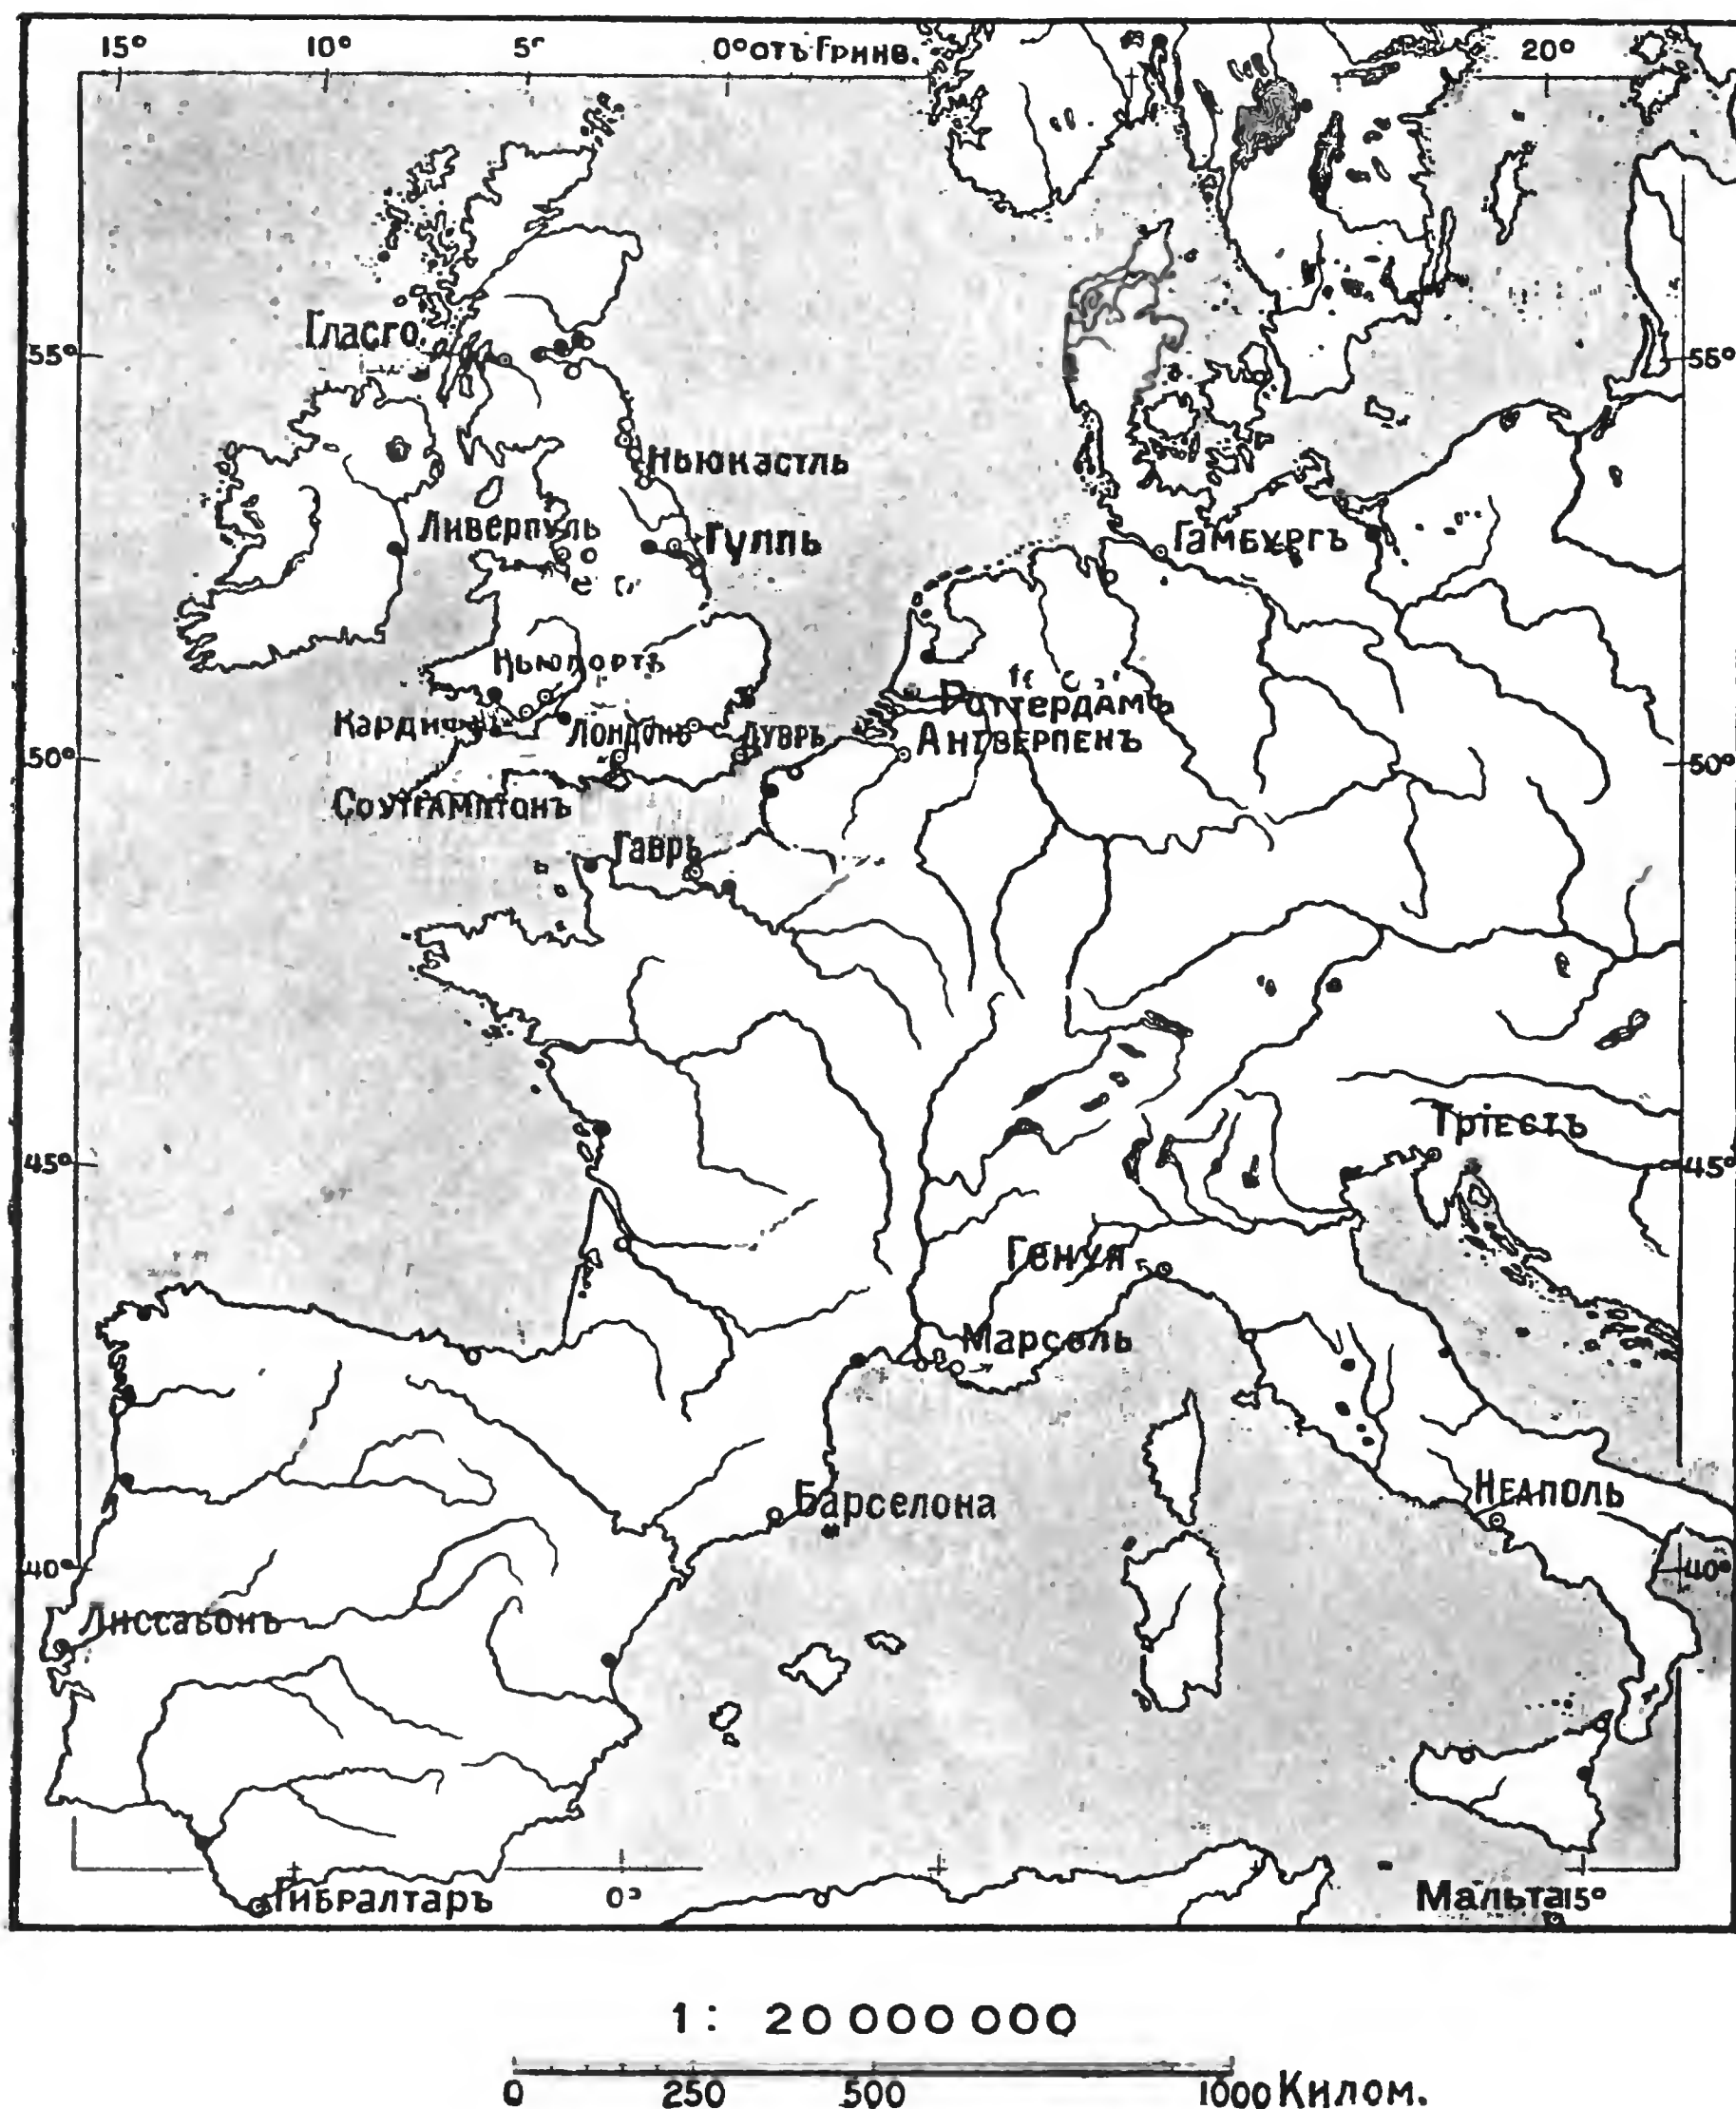 15° 10° 5° 0° отъ Гринв. 20°
Гласго
55° 55°
Ньюкастль
Ливерпуль Гулль
Гамбургъ
Ньюпортъ
Роттердамъ
Кардифъ Лондонъ Дувръ Антверпенъ
50° 50°
Соутгамптонъ
Гавръ
Трiестъ
45° 45°
Генуя
Марсель
Барселона Неаполь
40° 40°
Лиссабонъ
Гибралтаръ 0° Мальта 15°
1: 20 000 000
0 250 500 1000 Килом.